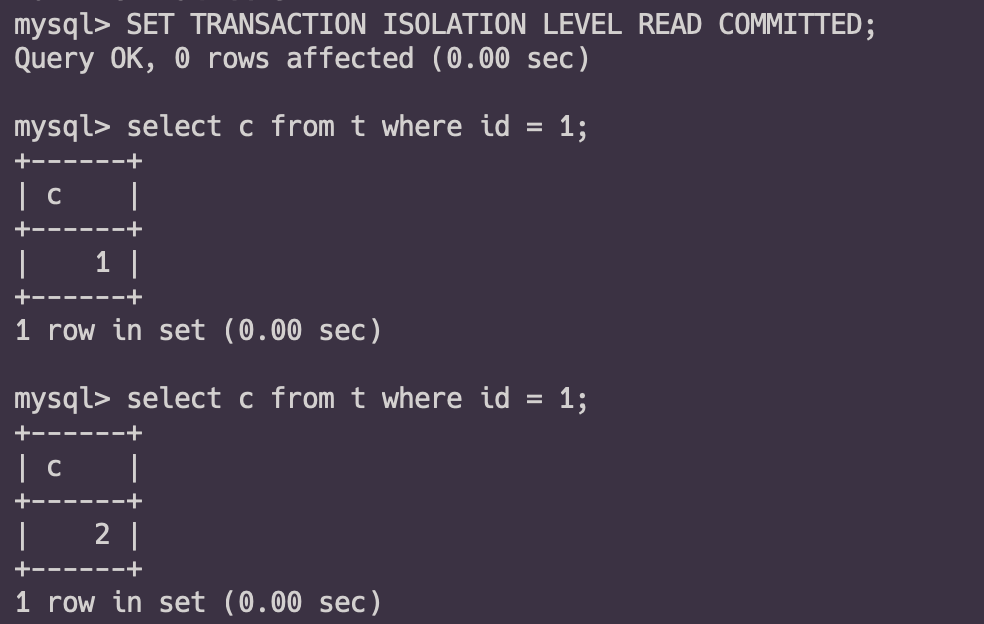 mysql> SET TRANSACTION ISOLATION LEVEL READ COMMITTED;
Query OK, 0 rows affected (0.00 sec)
mysql> select c from t where id = 1;
+------+
| c    |
+------+
|    1 |
+------+
1 row in set (0.00 sec)
mysql> select c from t where id = 1;
+------+
| c    |
+------+
|    2 |
+------+
1 row in set (0.00 sec)